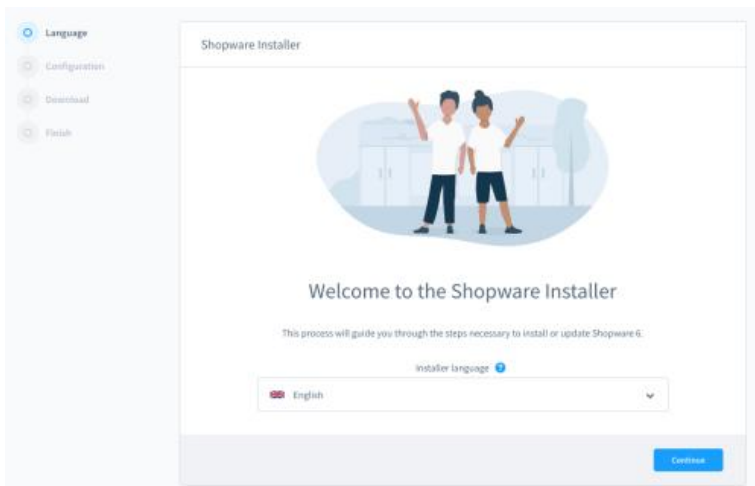 Language
Configuration
Download
Finish
Shopware Installer
Welcome to the Shopware Installer
This process will guide you through the steps necessary to install or update Shopware 6.
Installer language ?
English
Continue